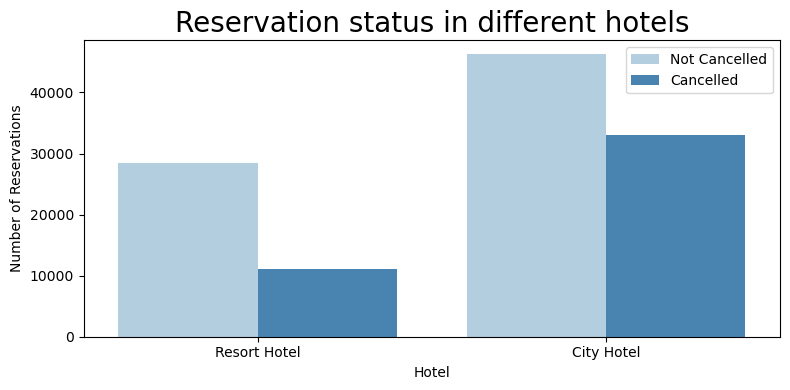 Reservation status in different hotels
Not Cancelled
Cancelled
Number of Reservations
40000
30000
20000
10000
0
Resort Hotel
City Hotel
Hotel